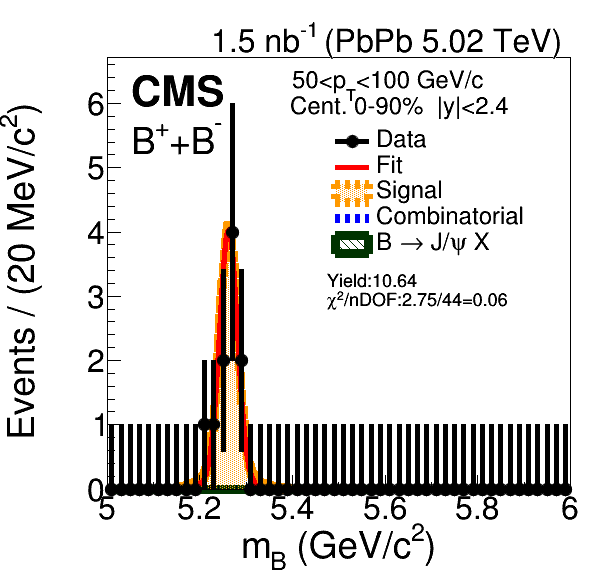 1.5 nb⁻¹ (PbPb 5.02 TeV)
CMS
B⁺+B⁻
50<p_T<100 GeV/c
Cent. 0-90% |y|<2.4
Data
Fit
Signal
Combinatorial
B → J/ψ X
Yield:10.64
χ²/nDOF:2.75/44=0.06
Events / (20 MeV/c²)
6
5
4
3
2
1
0
5 5.2 5.4 5.6 5.8 6
m_B (GeV/c²)